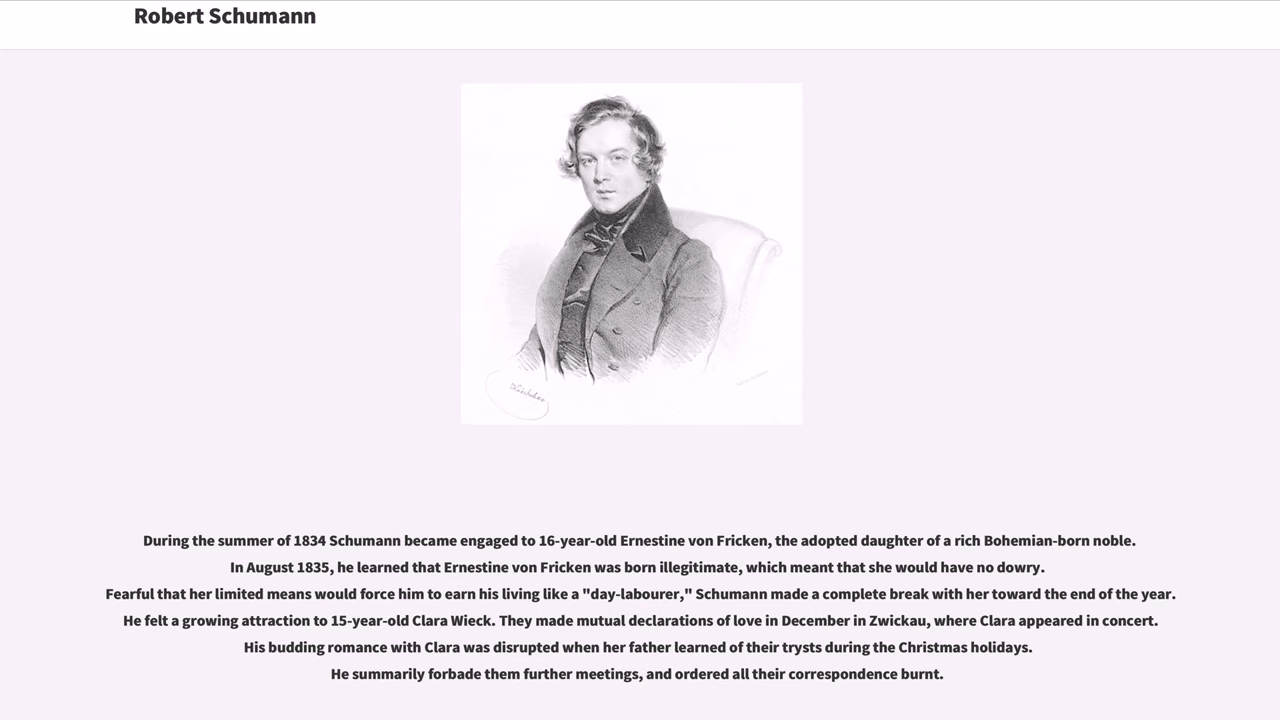 Robert Schumann
During the summer of 1834 Schumann became engaged to 16-year-old Ernestine von Fricken, the adopted daughter of a rich Bohemian-born noble.
In August 1835, he learned that Ernestine von Fricken was born illegitimate, which meant that she would have no dowry.
Fearful that her limited means would force him to earn his living like a "day-labourer," Schumann made a complete break with her toward the end of the year.
He felt a growing attraction to 15-year-old Clara Wieck. They made mutual declarations of love in December in Zwickau, where Clara appeared in concert.
His budding romance with Clara was disrupted when her father learned of their trysts during the Christmas holidays.
He summarily forbade them further meetings, and ordered all their correspondence burnt.